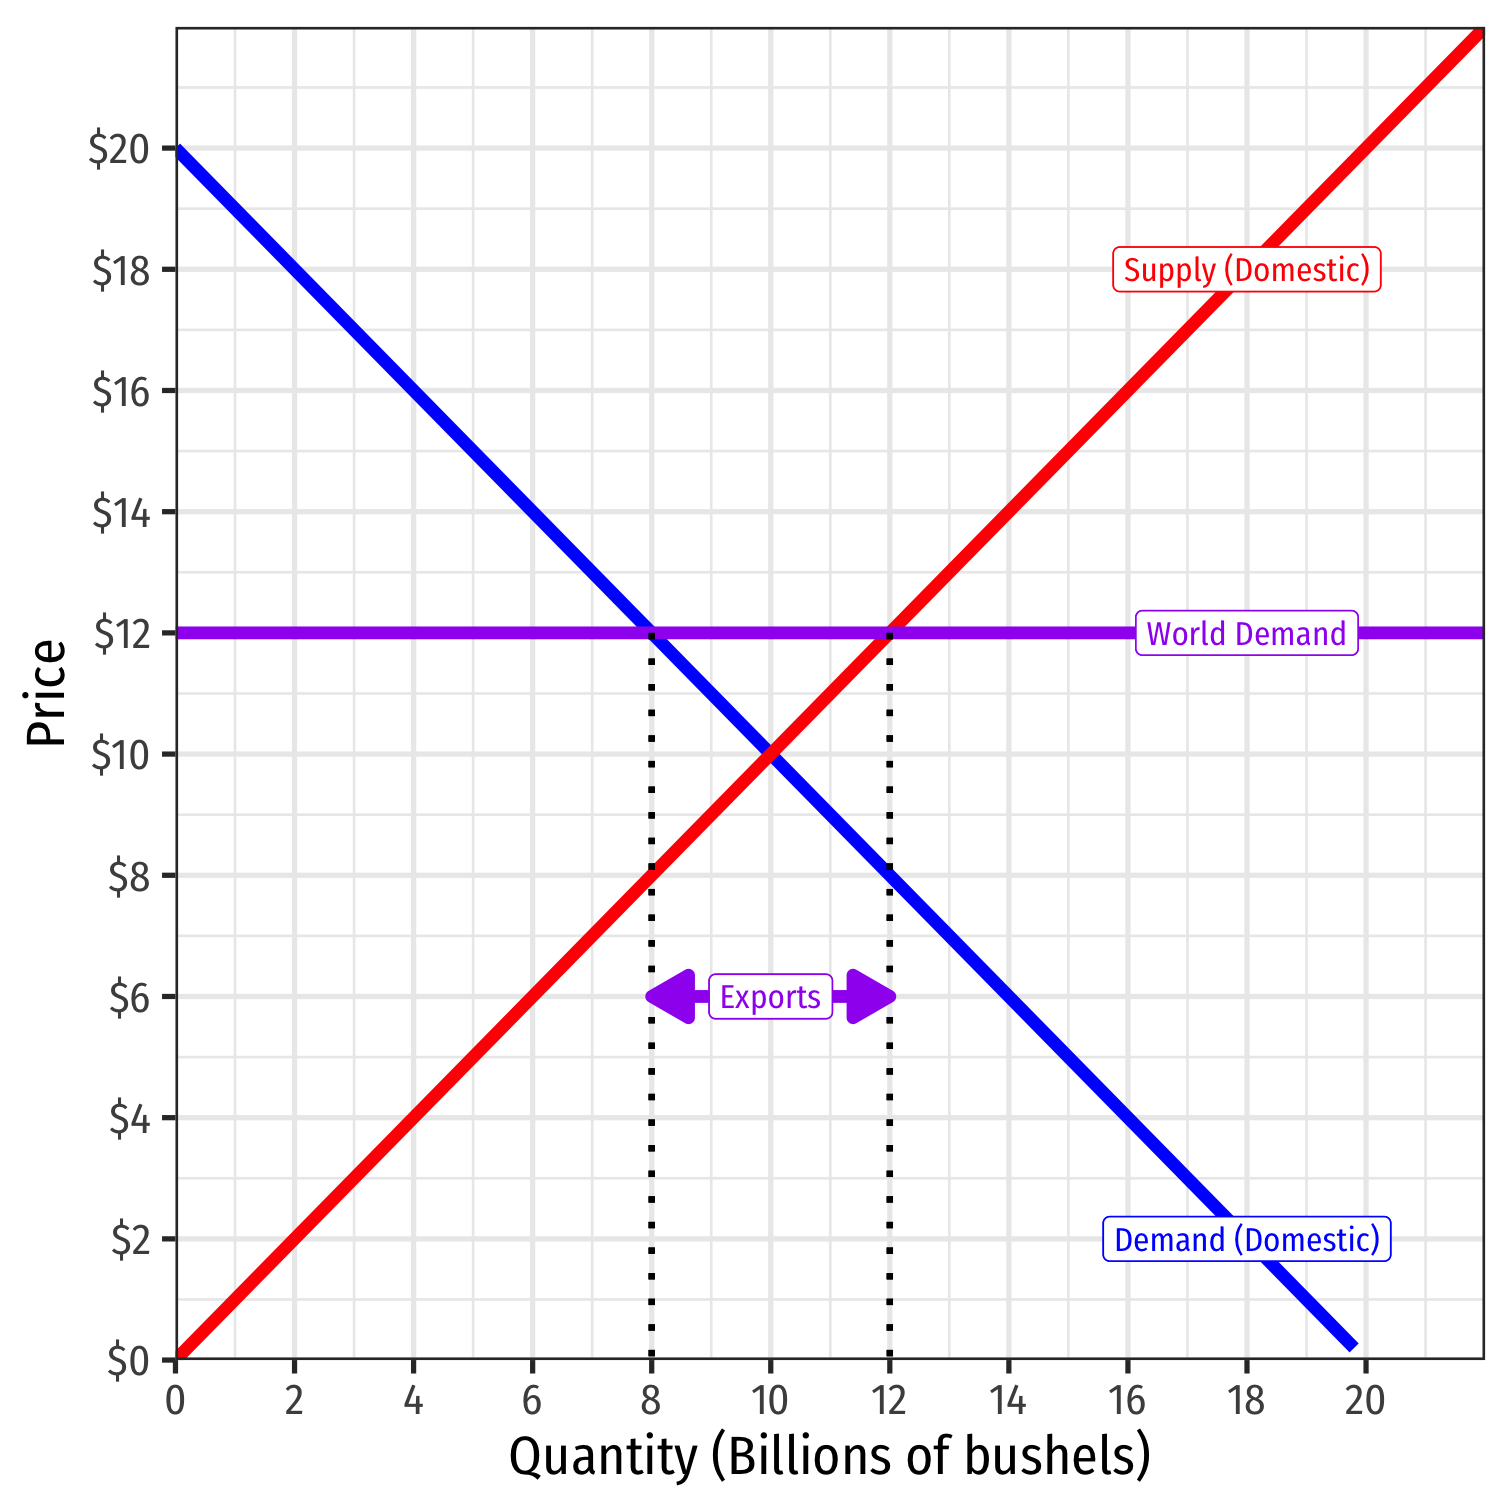 $20
$18
Supply (Domestic)
$16
$14
$12
World Demand
Price
$10
$8
$6
Exports
$4
$2
Demand (Domestic)
$0
0 2 4 6 8 10 12 14 16 18 20
Quantity (Billions of bushels)